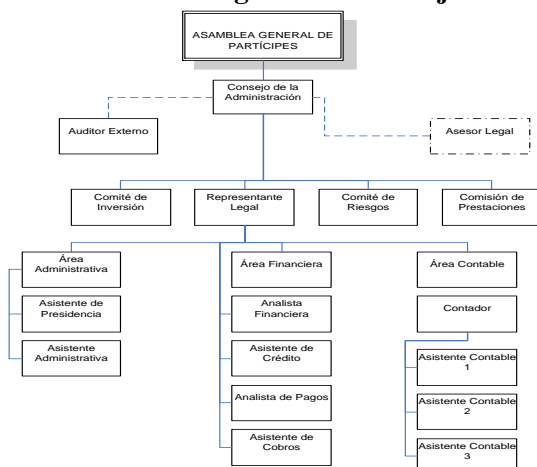 ASAMBLEA GENERAL DE
PARTÍCIPES
Consejo de la
Administración
Auditor Externo
Asesor Legal
Comité de
Inversión
Representante
Legal
Comité de
Riesgos
Comisión de
Prestaciones
Área
Administrativa
Área Financiera
Área Contable
Asistente de
Presidencia
Analista
Financiera
Contador
Asistente
Administrativa
Asistente de
Crédito
Asistente Contable
1
Analista de Pagos
Asistente Contable
2
Asistente de
Cobros
Asistente Contable
3